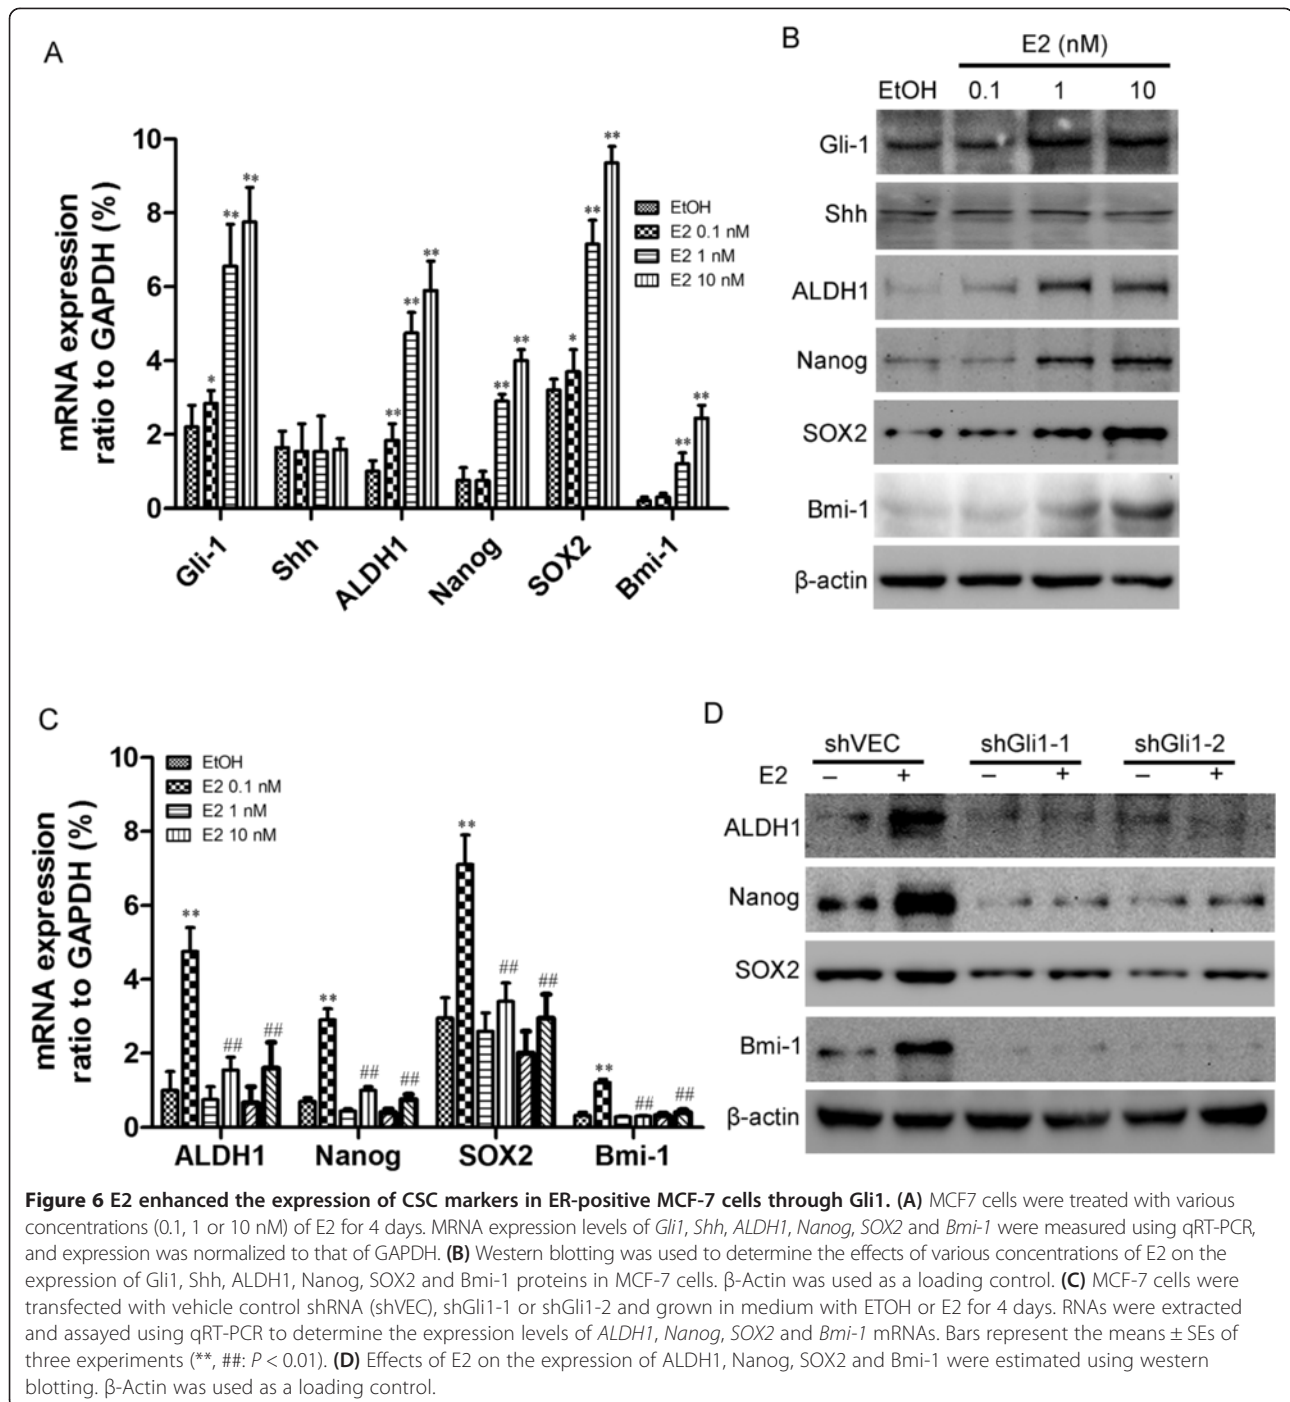 A
mRNA expression
ratio to GAPDH (%)
10
8
6
4
2
0
** ** * ** ** ** ** ** * ** ** ** **
EtOH
E2 0.1 nM
E2 1 nM
E2 10 nM
Gli-1 Shh ALDH1 Nanog SOX2 Bmi-1
B
E2 (nM)
EtOH 0.1 1 10
Gli-1
Shh
ALDH1
Nanog
SOX2
Bmi-1
β-actin
C
mRNA expression
ratio to GAPDH (%)
10
8
6
4
2
0
EtOH
E2 0.1 nM
E2 1 nM
E2 10 nM
** ## ## ** ## ## ** ## ## ** ## ##
ALDH1 Nanog SOX2 Bmi-1
D
shVEC shGli1-1 shGli1-2
E2 – + – + – +
ALDH1
Nanog
SOX2
Bmi-1
β-actin
Figure 6 E2 enhanced the expression of CSC markers in ER-positive MCF-7 cells through Gli1. (A) MCF7 cells were treated with various
concentrations (0.1, 1 or 10 nM) of E2 for 4 days. MRNA expression levels of Gli1, Shh, ALDH1, Nanog, SOX2 and Bmi-1 were measured using qRT-PCR,
and expression was normalized to that of GAPDH. (B) Western blotting was used to determine the effects of various concentrations of E2 on the
expression of Gli1, Shh, ALDH1, Nanog, SOX2 and Bmi-1 proteins in MCF-7 cells. β-Actin was used as a loading control. (C) MCF-7 cells were
transfected with vehicle control shRNA (shVEC), shGli1-1 or shGli1-2 and grown in medium with ETOH or E2 for 4 days. RNAs were extracted
and assayed using qRT-PCR to determine the expression levels of ALDH1, Nanog, SOX2 and Bmi-1 mRNAs. Bars represent the means ± SEs of
three experiments (**, ##: P < 0.01). (D) Effects of E2 on the expression of ALDH1, Nanog, SOX2 and Bmi-1 were estimated using western
blotting. β-Actin was used as a loading control.